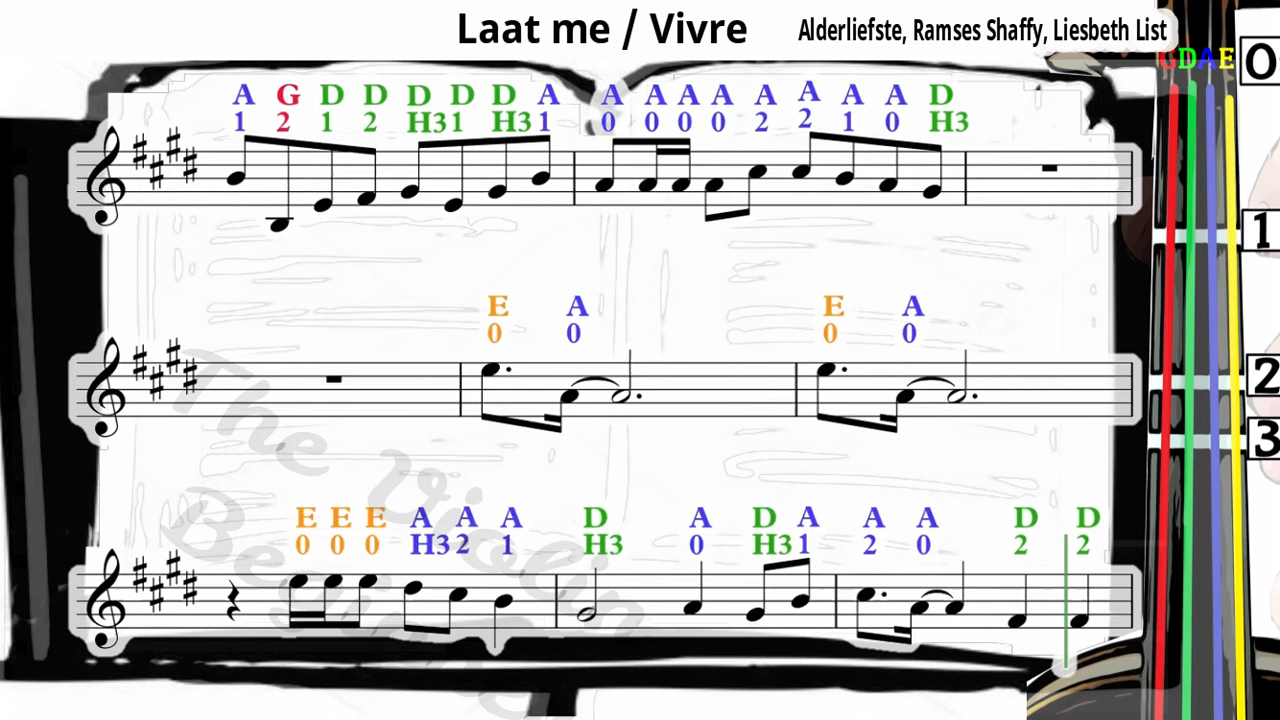 Laat me / Vivre Alderliefste, Ramses Shaffy, Liesbeth List
G D A E 0
A G D D D D D A A A A A A A A A D
1 2 1 2 H3 1 H3 1 0 0 0 0 2 2 1 0 H3
1
E A E A
0 0 0 0
2
3
The Violin
E E E A A A D A D A A A D D
0 0 0 H3 2 1 H3 0 H3 1 2 0 2 2